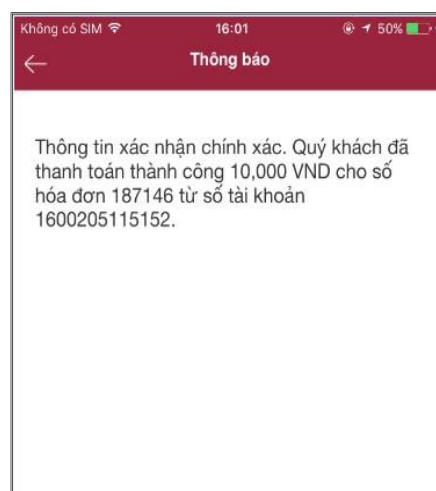 Không có SIM 16:01 50%
Thông báo
Thông tin xác nhận chính xác. Quý khách đã
thanh toán thành công 10,000 VND cho số
hóa đơn 187146 từ số tài khoản
1600205115152.